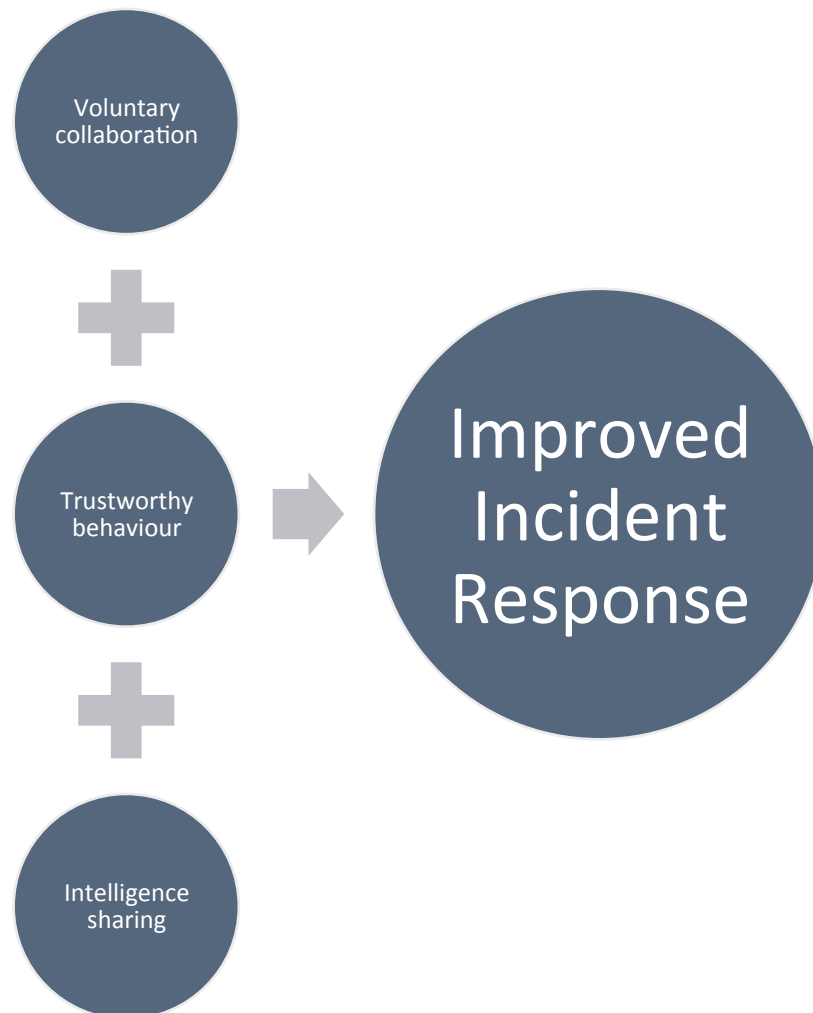 Voluntary
collaboration
Trustworthy
behaviour
Intelligence
sharing
Improved
Incident
Response